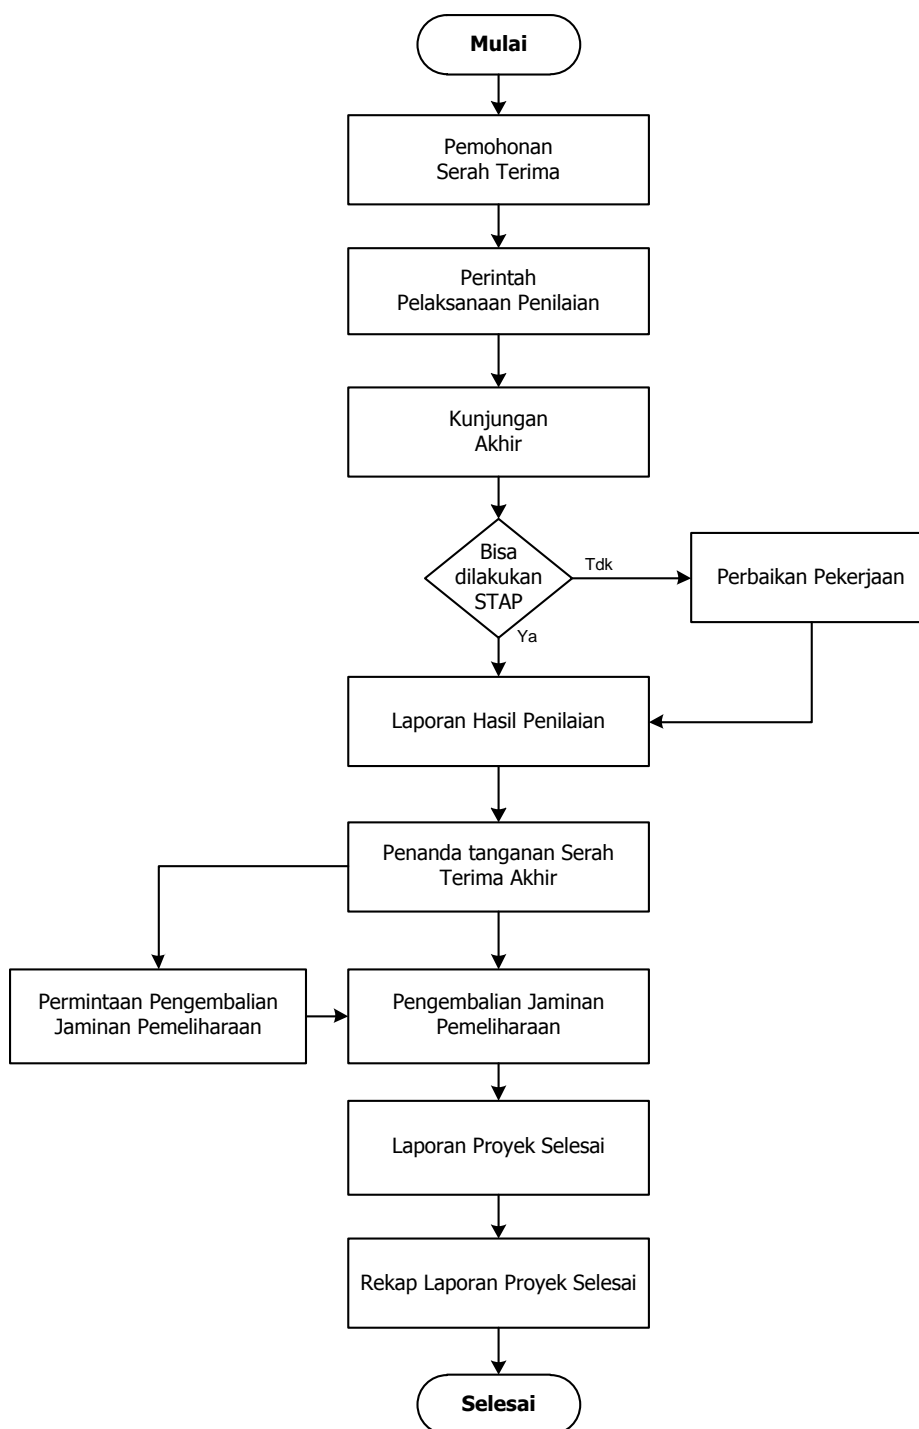 Mulai
Pemohonan
Serah Terima
Perintah
Pelaksanaan Penilaian
Kunjungan
Akhir
Bisa
dilakukan
STAP
Tdk
Perbaikan Pekerjaan
Ya
Laporan Hasil Penilaian
Penanda tanganan Serah
Terima Akhir
Permintaan Pengembalian
Jaminan Pemeliharaan
Pengembalian Jaminan
Pemeliharaan
Laporan Proyek Selesai
Rekap Laporan Proyek Selesai
Selesai